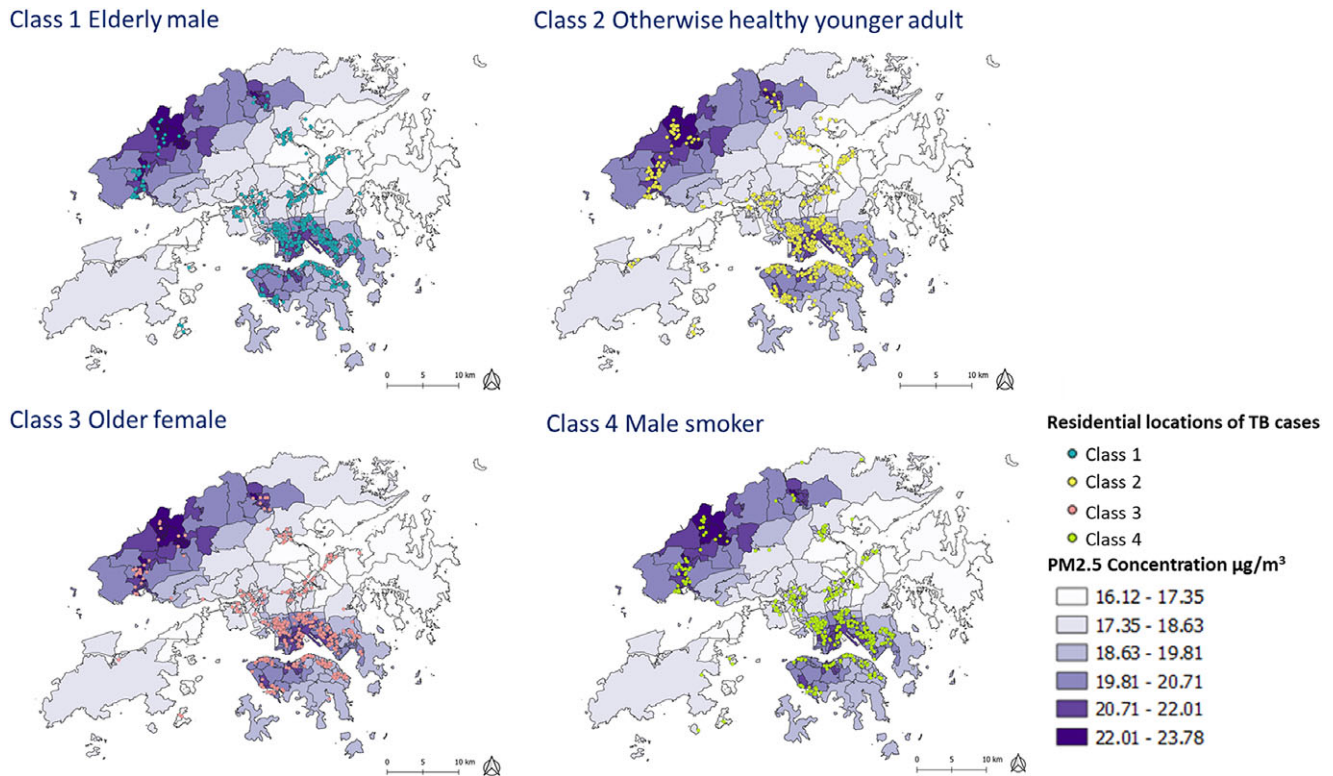 Class 1 Elderly male
Class 2 Otherwise healthy younger adult
0 5 10 km
0 5 10 km
Class 3 Older female
Class 4 Male smoker
Residential locations of TB cases
Class 1
Class 2
Class 3
Class 4
PM2.5 Concentration µg/m³
16.12 - 17.35
17.35 - 18.63
18.63 - 19.81
19.81 - 20.71
20.71 - 22.01
22.01 - 23.78
0 5 10 km
0 5 10 km